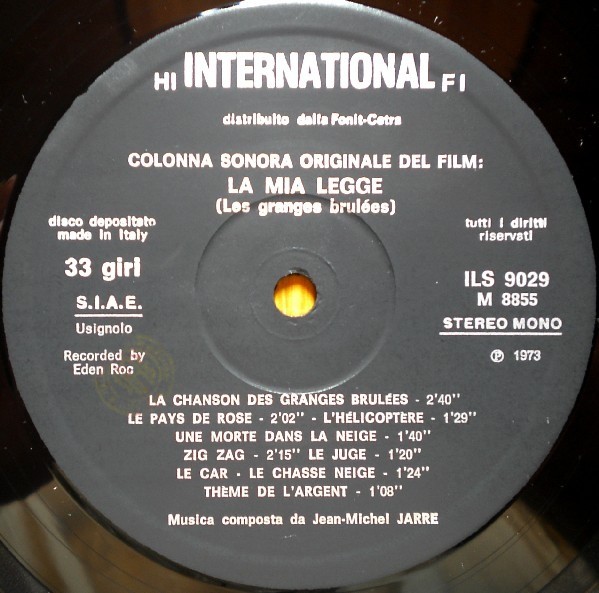 HI INTERNATIONAL FI
distribuito dalla Fonit-Cetra
COLONNA SONORA ORIGINALE DEL FILM:
LA MIA LEGGE
(Les granges brulées)
disco depositato
made in Italy
33 giri
S.I.A.E.
Usignolo
Recorded by
Eden Roc
tutti i diritti
riservati
ILS 9029
M 8855
STEREO MONO
Ⓟ 1973
LA CHANSON DES GRANGES BRULÉES - 2'40''
LE PAYS DE ROSE - 2'02'' - L'HÉLICOPTÈRE - 1'29''
UNE MORTE DANS LA NEIGE - 1'40''
ZIG ZAG - 2'15'' LE JUGE - 1'20''
LE CAR - LE CHASSE NEIGE - 1'24''
THÈME DE L'ARGENT - 1'08''
Musica composta da Jean-Michel JARRE